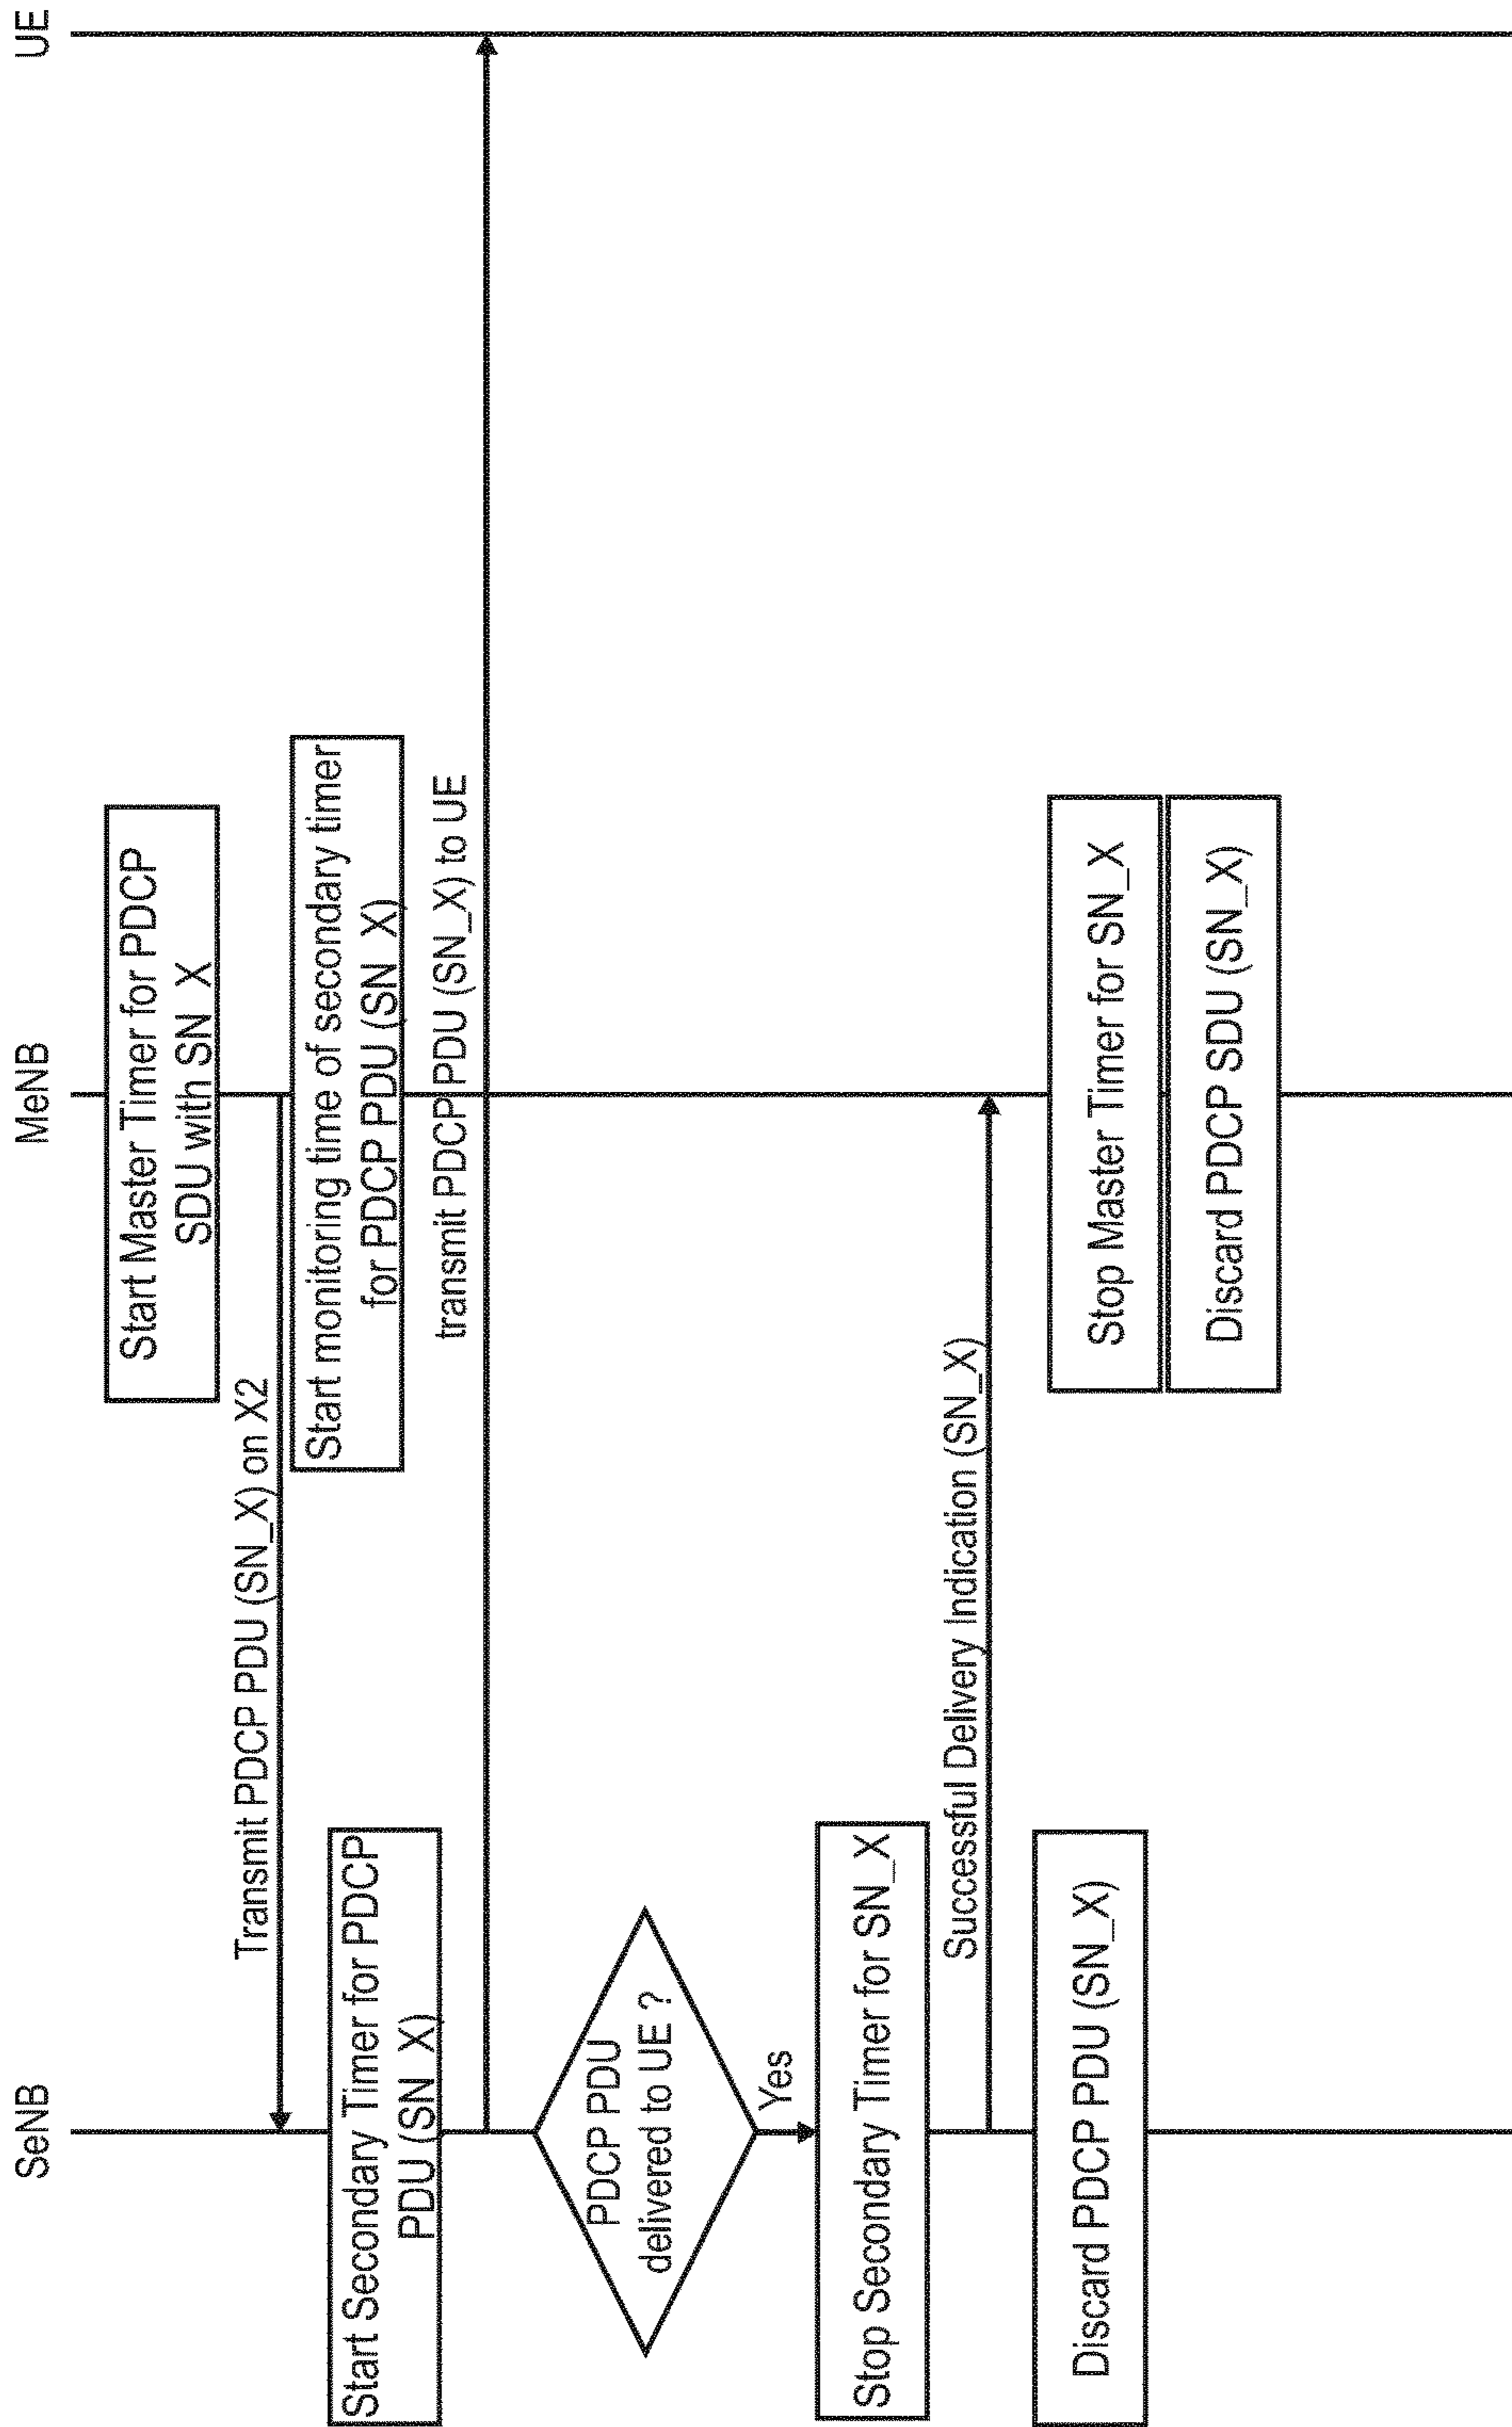 SeNB
MeNB
UE
Start Master Timer for PDCP
SDU with SN_X
Transmit PDCP PDU (SN_X) on X2
Start monitoring time of secondary timer
for PDCP PDU (SN_X)
Start Secondary Timer for PDCP
PDU (SN_X)
transmit PDCP PDU (SN_X) to UE
PDCP PDU
delivered to UE ?
Yes
Stop Secondary Timer for SN_X
Successful Delivery Indication (SN_X)
Discard PDCP PDU (SN_X)
Stop Master Timer for SN_X
Discard PDCP SDU (SN_X)